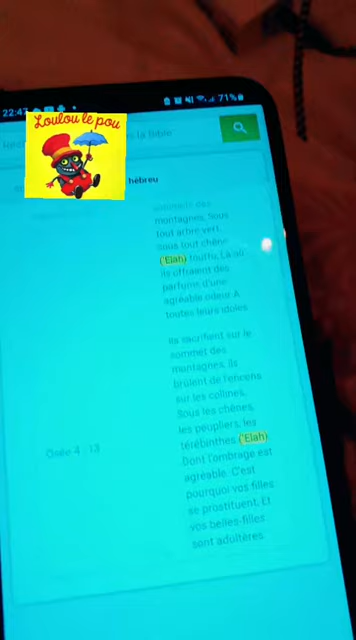 22:47
71%
Loulou le pou
la Bible
hébreu
sommets des
montagnes, Sous
tout arbre vert,
sous tout chêne
('Elah) touffu, Là où
ils offraient des
parfums d'une
agréable odeur A
toutes leurs idoles.
Ils sacrifient sur le
sommet des
montagnes, ils
brûlent de l'encens
sur les collines,
Sous les chênes,
les peupliers, les
térébinthes ('Elah)
Osée 4 : 13
Dont l'ombrage est
agréable. C'est
pourquoi vos filles
se prostituent, Et
vos belles-filles
sont adultères.